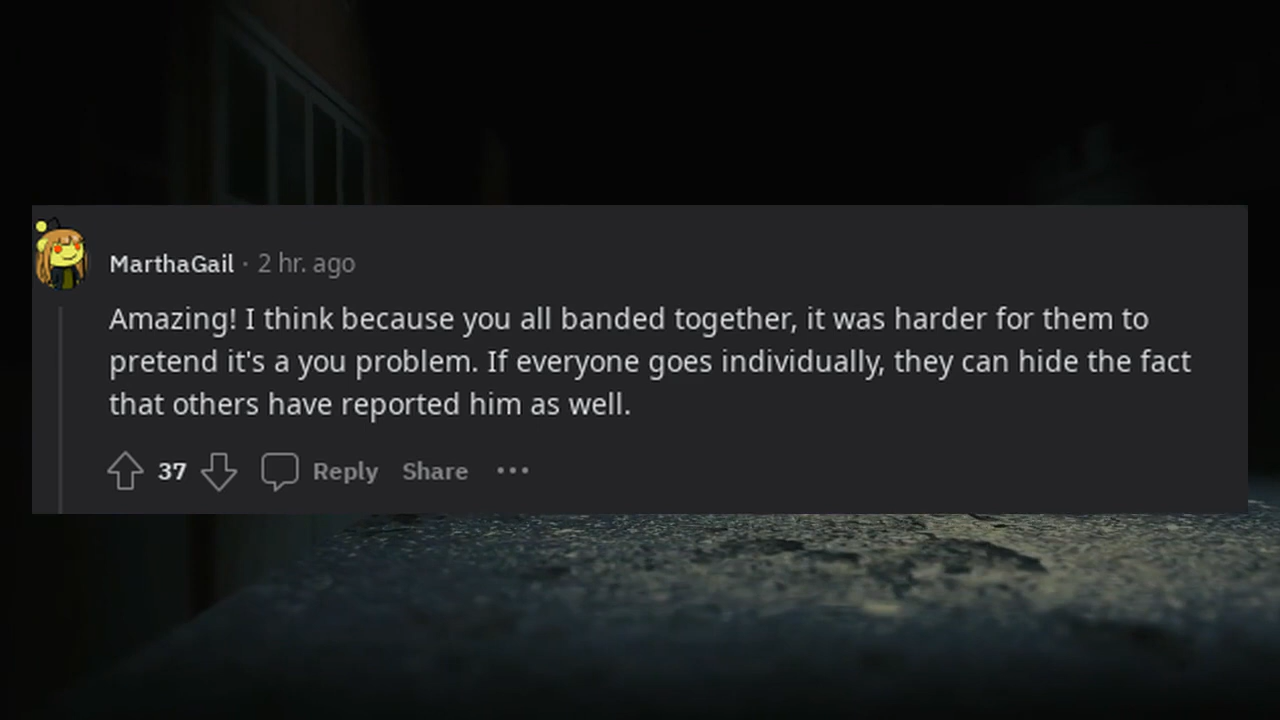 MarthaGail · 2 hr. ago
Amazing! I think because you all banded together, it was harder for them to
pretend it's a you problem. If everyone goes individually, they can hide the fact
that others have reported him as well.
37 Reply Share ···